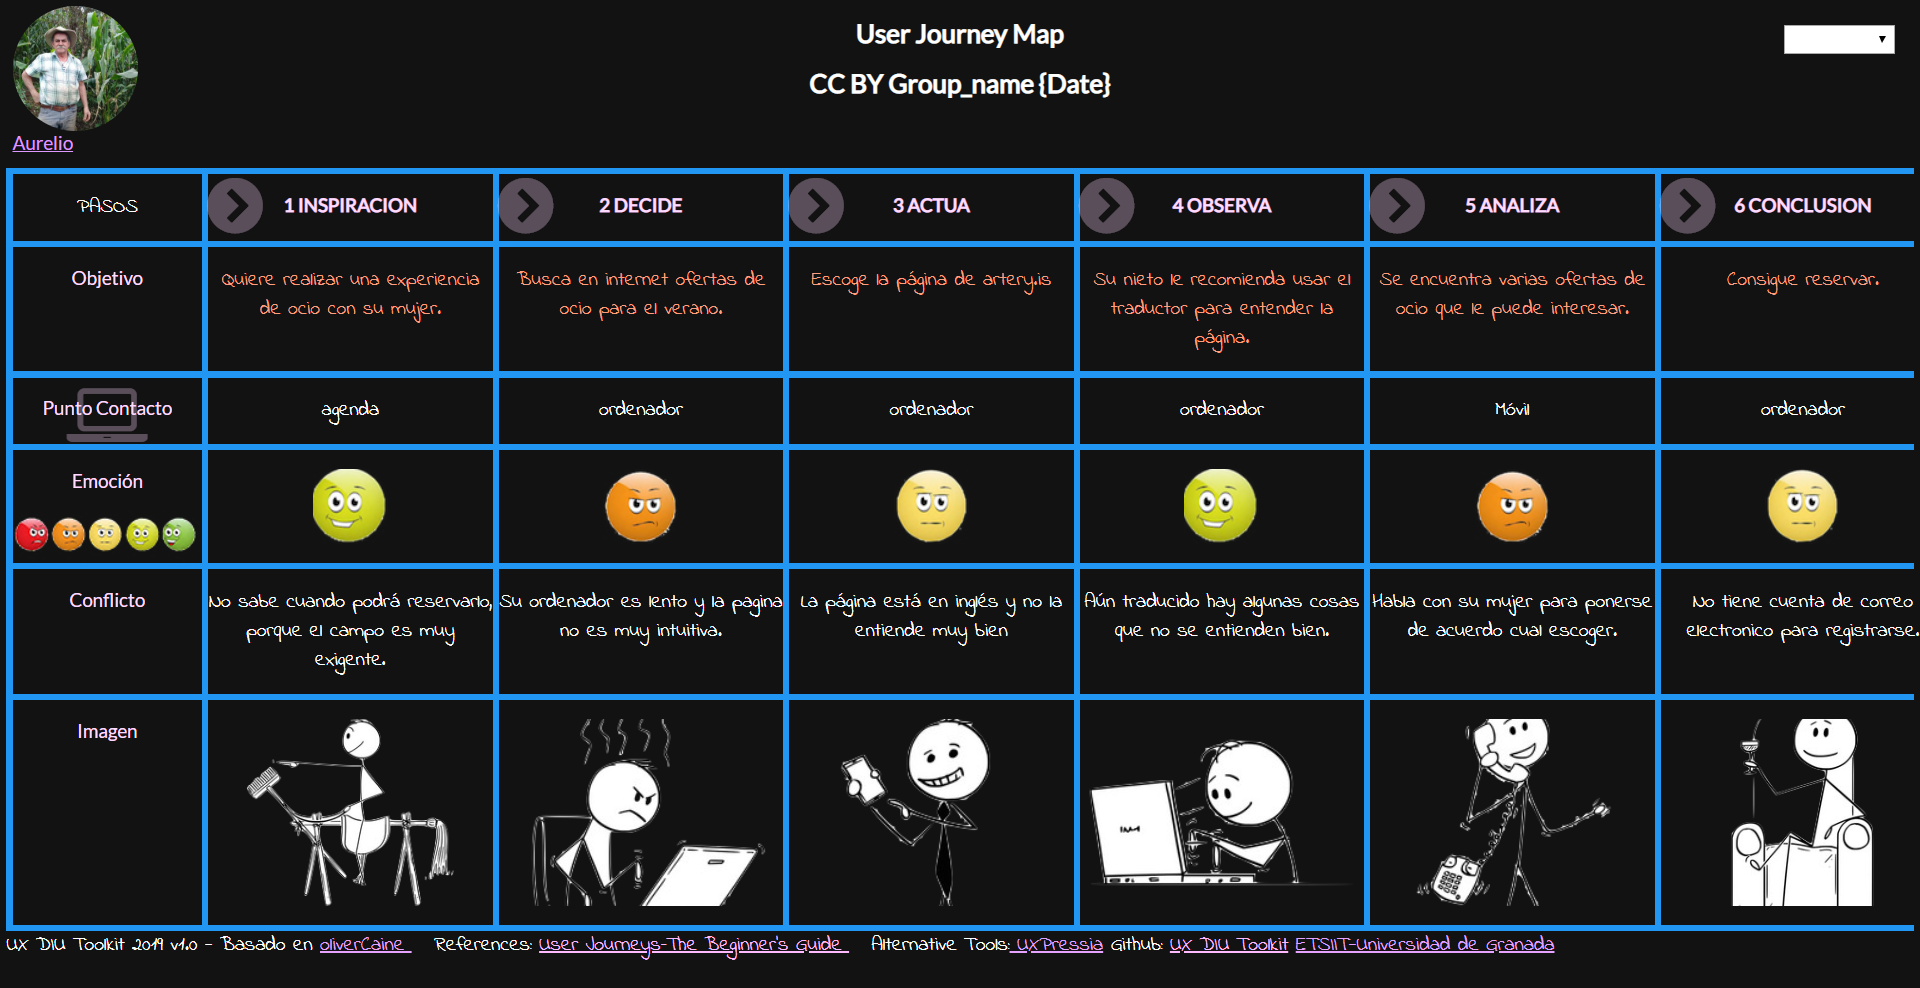 User Journey Map
CC BY Group_name {Date}
Aurelio
PASOS
1 INSPIRACION
2 DECIDE
3 ACTUA
4 OBSERVA
5 ANALIZA
6 CONCLUSION
Objetivo
Quiere realizar una experiencia
de ocio con su mujer.
Busca en internet ofertas de
ocio para el verano.
Escoge la página de artery.is
Su nieto le recomienda usar el
traductor para entender la
página.
Se encuentra varias ofertas de
ocio que le puede interesar.
Consigue reservar.
Punto Contacto
agenda
ordenador
ordenador
ordenador
Móvil
ordenador
Emoción
Conflicto
No sabe cuando podrá reservarlo,
porque el campo es muy
exigente.
Su ordenador es lento y la pagina
no es muy intuitiva.
La página está en inglés y no la
entiende muy bien
Aún traducido hay algunas cosas
que no se entienden bien.
Habla con su mujer para ponerse
de acuerdo cual escoger.
No tiene cuenta de correo
electronico para registrarse.
Imagen
UX DIU Toolkit 2019 v1.0 - Basado en oliverCaine References: User Journeys-The Beginner's Guide Alternative Tools: UXPressia Github: UX DIU Toolkit ETSIIT-Universidad de Granada